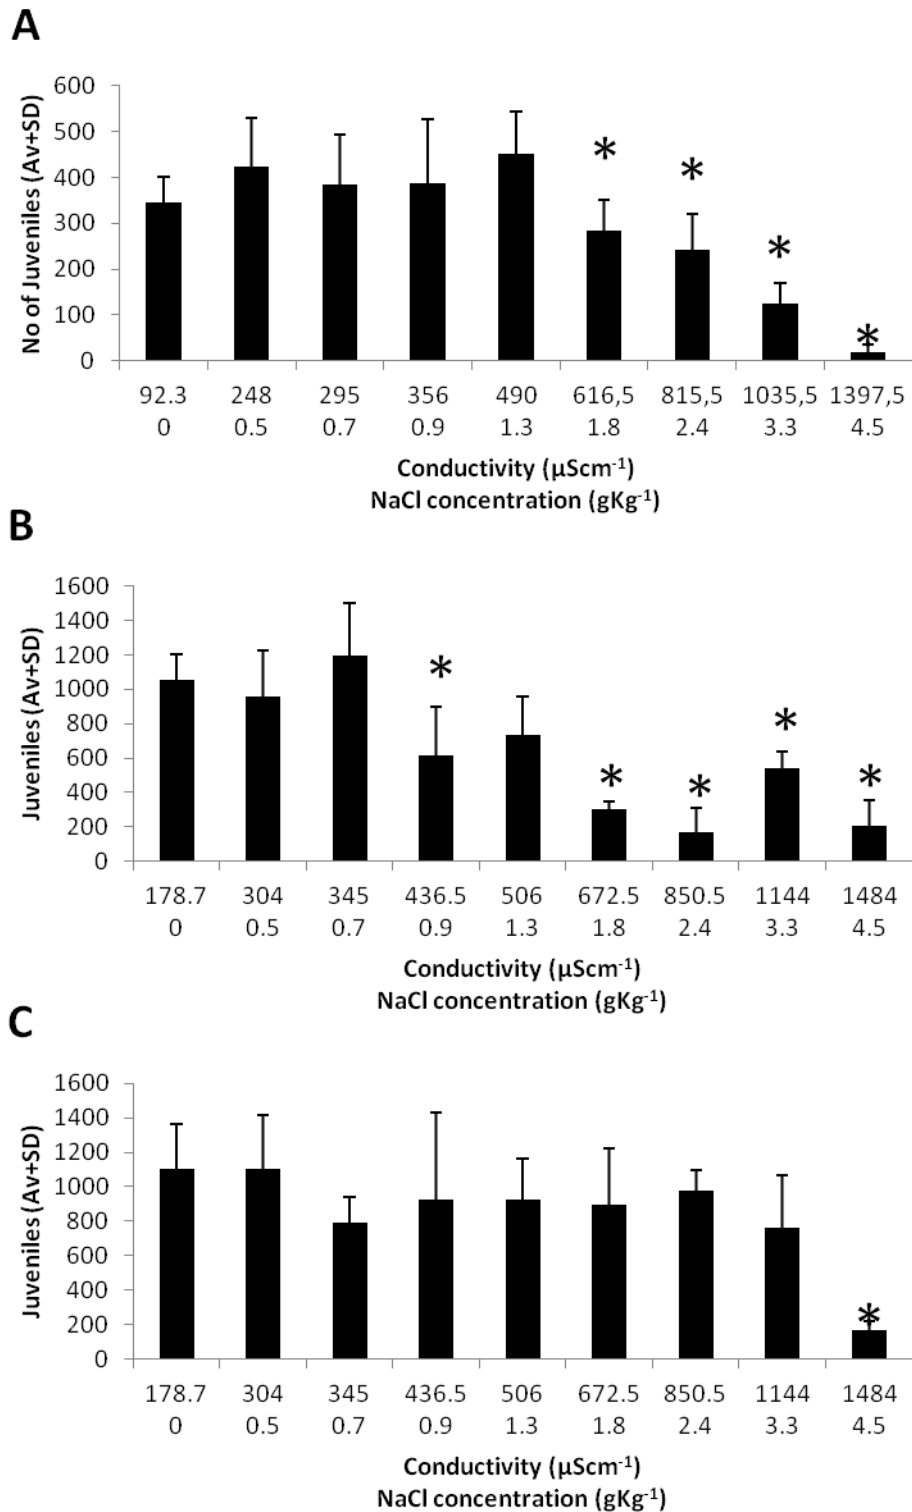 A
No of Juveniles (Av+SD)
600
500
400
300
200
100
0
* * * *
92.3 248 295 356 490 616,5 815,5 1035,5 1397,5
0 0.5 0.7 0.9 1.3 1.8 2.4 3.3 4.5
Conductivity (µScm-1)
NaCl concentration (gKg-1)
B
Juveniles (Av+SD)
1600
1400
1200
1000
800
600
400
200
0
* * * * *
178.7 304 345 436.5 506 672.5 850.5 1144 1484
0 0.5 0.7 0.9 1.3 1.8 2.4 3.3 4.5
Conductivity (µScm-1)
NaCl concentration (gKg-1)
C
Juveniles (Av+SD)
1600
1400
1200
1000
800
600
400
200
0
*
178.7 304 345 436.5 506 672.5 850.5 1144 1484
0 0.5 0.7 0.9 1.3 1.8 2.4 3.3 4.5
Conductivity (µScm-1)
NaCl concentration (gKg-1)